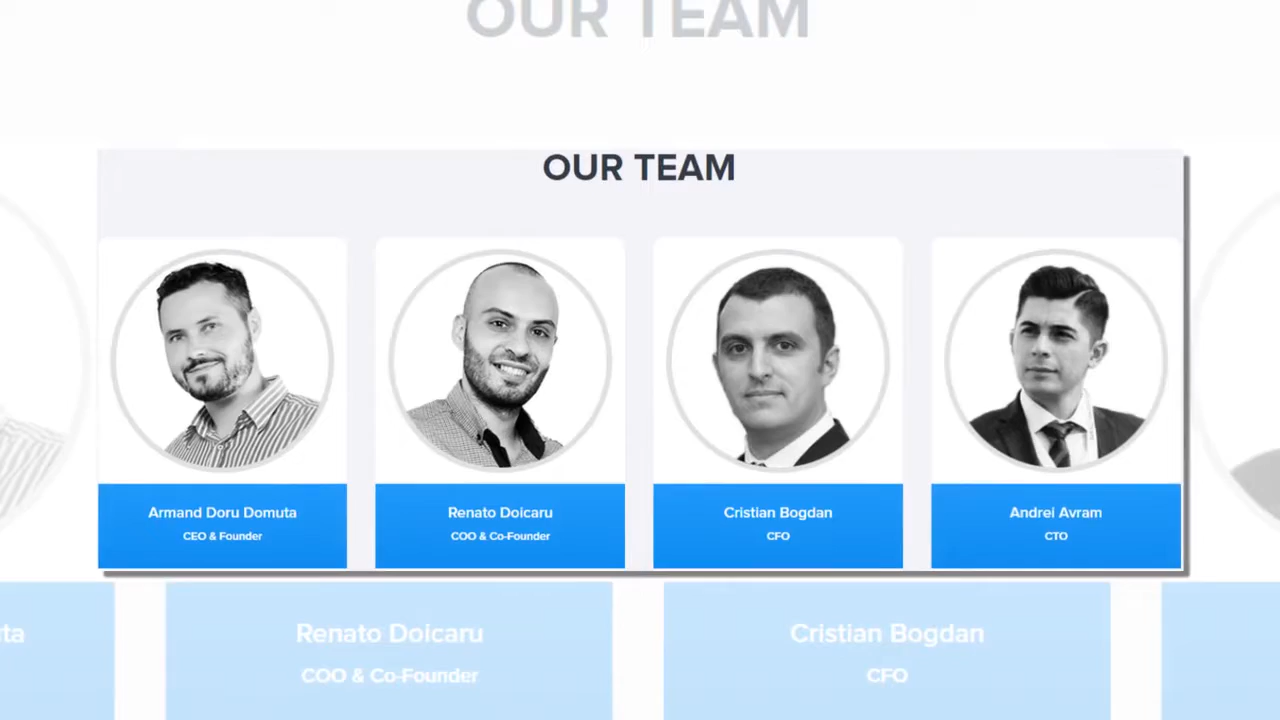 OUR TEAM
OUR TEAM
Armand Doru Domuta
CEO & Founder
Renato Doicaru
COO & Co-Founder
Cristian Bogdan
CFO
Andrei Avram
CTO
ta
Renato Doicaru
COO & Co-Founder
Cristian Bogdan
CFO